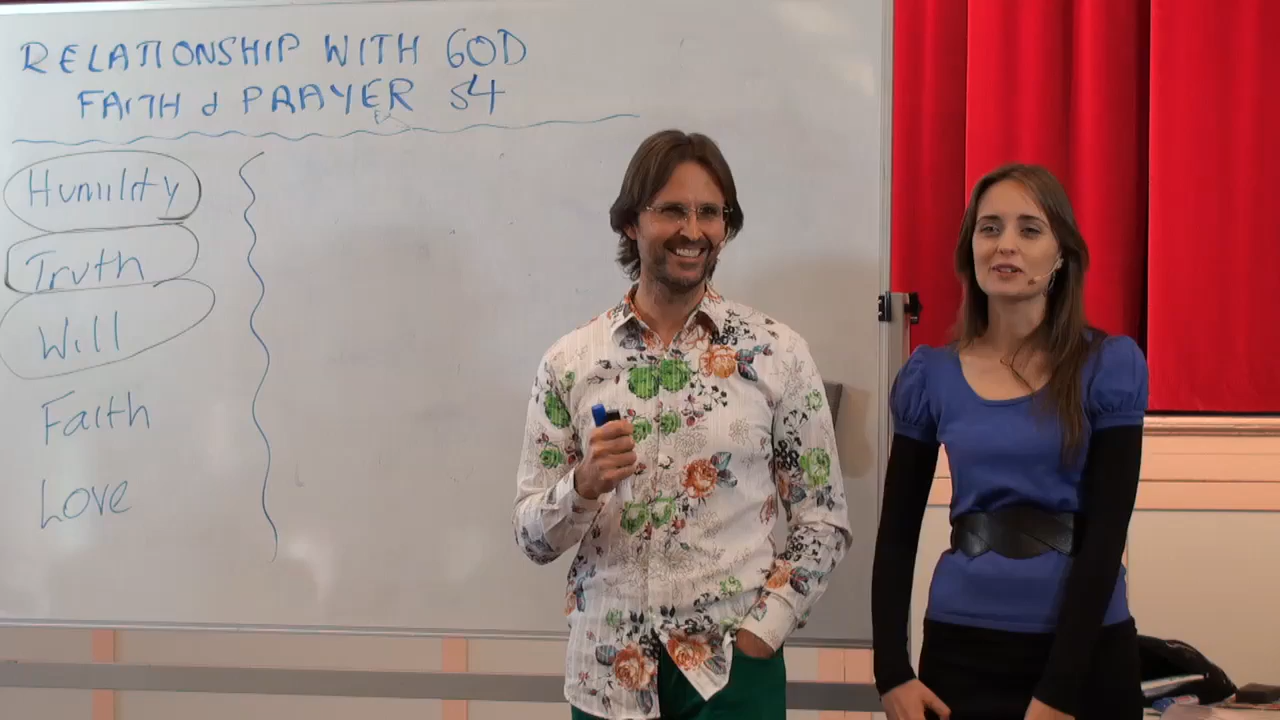 RELATIONSHIP WITH GOD
FAITH & PRAYER S4
Humility
Truth
Will
Faith
Love